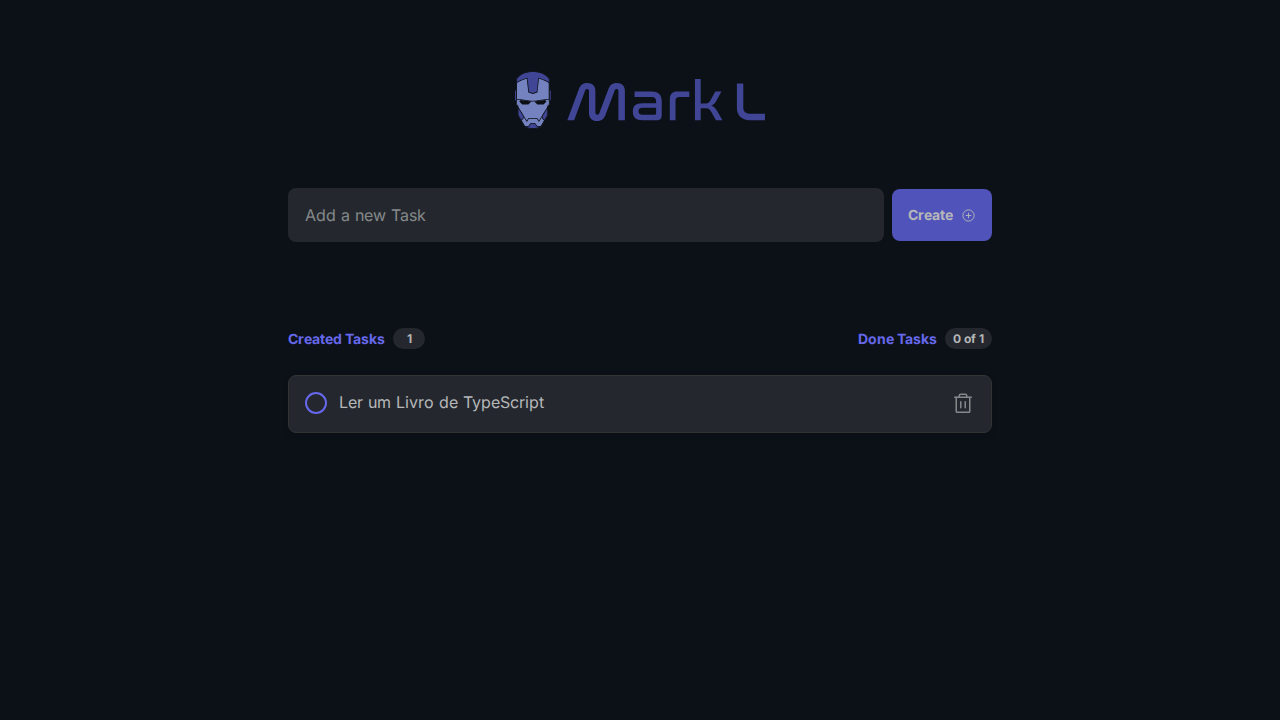 Mark L
Add a new Task
Create
Created Tasks 1
Done Tasks 0 of 1
Ler um Livro de TypeScript